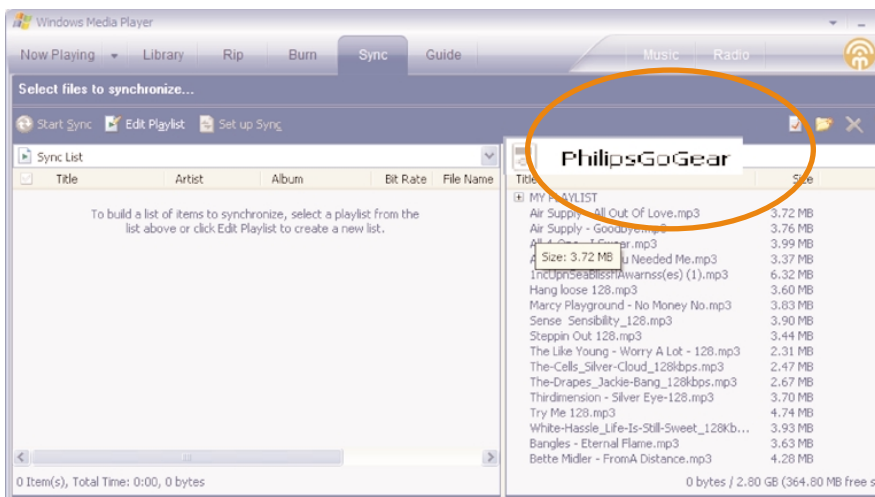 Windows Media Player
Now Playing Library Rip Burn Sync Guide Music Radio
Select files to synchronize...
Start Sync Edit Playlist Set up Sync
Sync List
Title Artist Album Bit Rate File Name
To build a list of items to synchronize, select a playlist from the
list above or click Edit Playlist to create a new list.
0 Item(s), Total Time: 0:00, 0 bytes
PhilipsGoGear
Title Size
MY PLAYLIST
Air Supply - All Out Of Love.mp3 3.72 MB
Air Supply - Goodbye.mp3 3.76 MB
I Swear.mp3 3.99 MB
Size: 3.72 MB
Needed Me.mp3 3.37 MB
(1).mp3 6.32 MB
Hang loose 128.mp3 3.60 MB
Marcy Playground - No Money No.mp3 3.83 MB
Sense Sensibility_128.mp3 3.90 MB
Steppin Out 128.mp3 3.44 MB
The Like Young - Worry A Lot - 128.mp3 2.31 MB
The-Cells_Silver-Cloud_128kbps.mp3 2.47 MB
The-Drapes_Jackie-Bang_128kbps.mp3 2.67 MB
Thirdimension - Silver Eye-128.mp3 3.70 MB
Try Me 128.mp3 4.74 MB
White-Hassle_Life-Is-Still-Sweet_128Kb... 3.93 MB
Bangles - Eternal Flame.mp3 3.63 MB
Bette Midler - FromA Distance.mp3 4.28 MB
0 bytes / 2.80 GB (364.80 MB free s